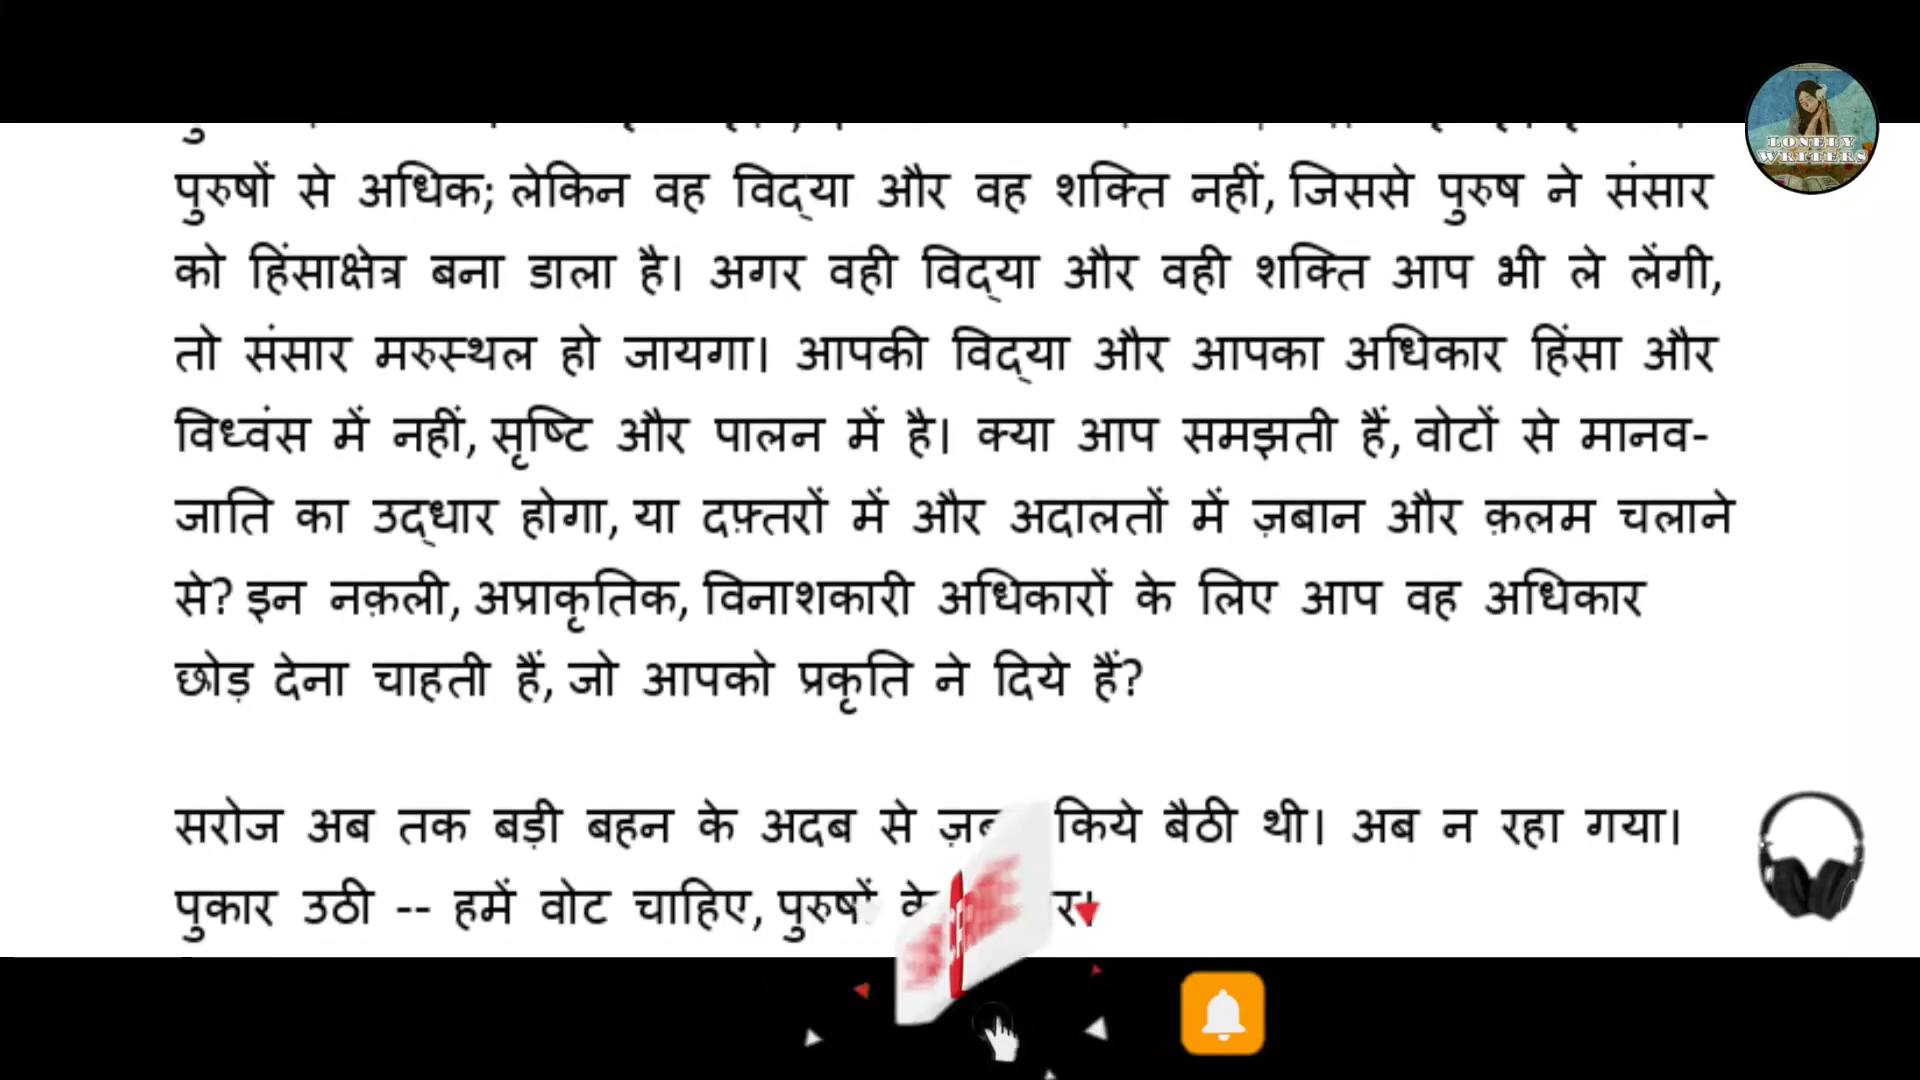 LONELY
WRITERS
पुरुषों से अधिक; लेकिन वह विद्‌या और वह शक्ति नहीं, जिससे पुरुष ने संसार
को हिंसाक्षेत्र बना डाला है। अगर वही विद्‌या और वही शक्ति आप भी ले लेंगी,
तो संसार मरुस्थल हो जायगा। आपकी विद्‌या और आपका अधिकार हिंसा और
विध्वंस में नहीं, सृष्टि और पालन में है। क्या आप समझती हैं, वोटों से मानव-
जाति का उद्‌धार होगा, या दफ़्तरों में और अदालतों में ज़बान और क़लम चलाने
से? इन नक़ली, अप्राकृतिक, विनाशकारी अधिकारों के लिए आप वह अधिकार
छोड़ देना चाहती हैं, जो आपको प्रकृति ने दिये हैं?
सरोज अब तक बड़ी बहन के अदब से किये बैठी थी। अब न रहा गया।
पुकार उठी -- हमें वोट चाहिए, पुरुषों